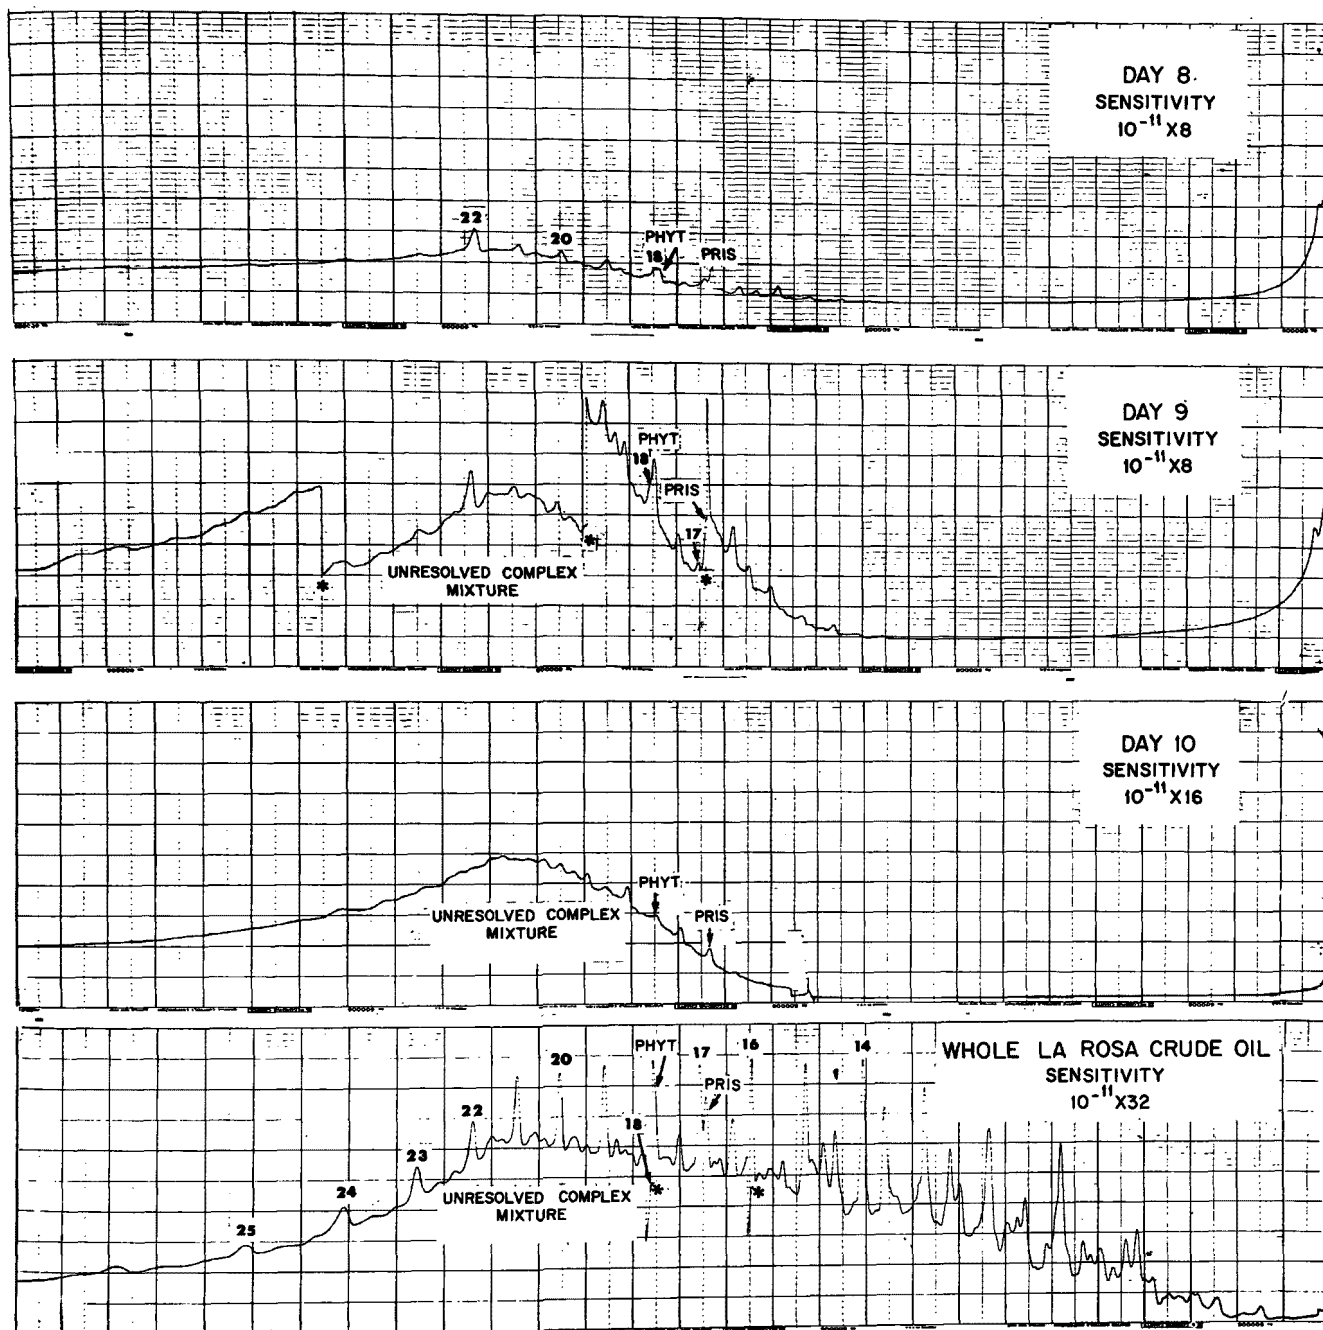 DAY 8
SENSITIVITY
10⁻¹¹X8
22
20
PHYT
18
PRIS
DAY 9
SENSITIVITY
10⁻¹¹X8
PHYT
18
PRIS
17
*
*
*
UNRESOLVED COMPLEX
MIXTURE
DAY 10
SENSITIVITY
10⁻¹¹X16
PHYT
PRIS
UNRESOLVED COMPLEX
MIXTURE
WHOLE LA ROSA CRUDE OIL
SENSITIVITY
10⁻¹¹X32
PHYT
17
16
14
20
PRIS
22
18
23
*
*
24
UNRESOLVED COMPLEX
MIXTURE
25